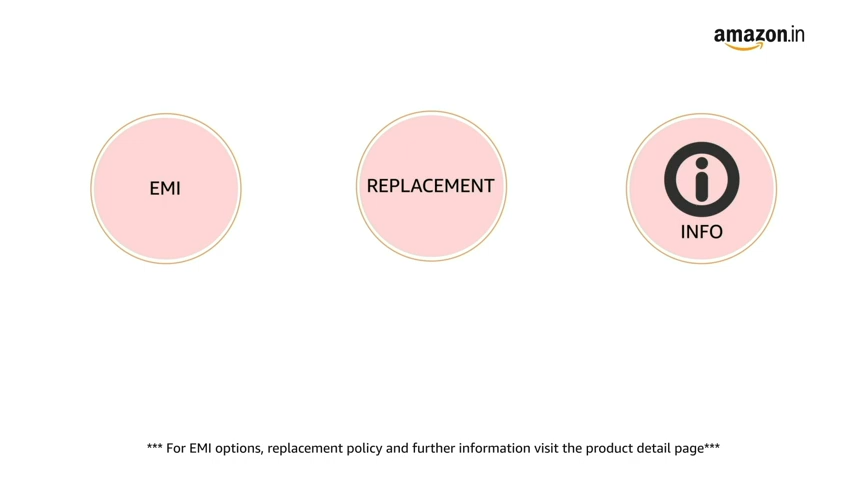 amazon.in
EMI
REPLACEMENT
INFO
*** For EMI options, replacement policy and further information visit the product detail page***